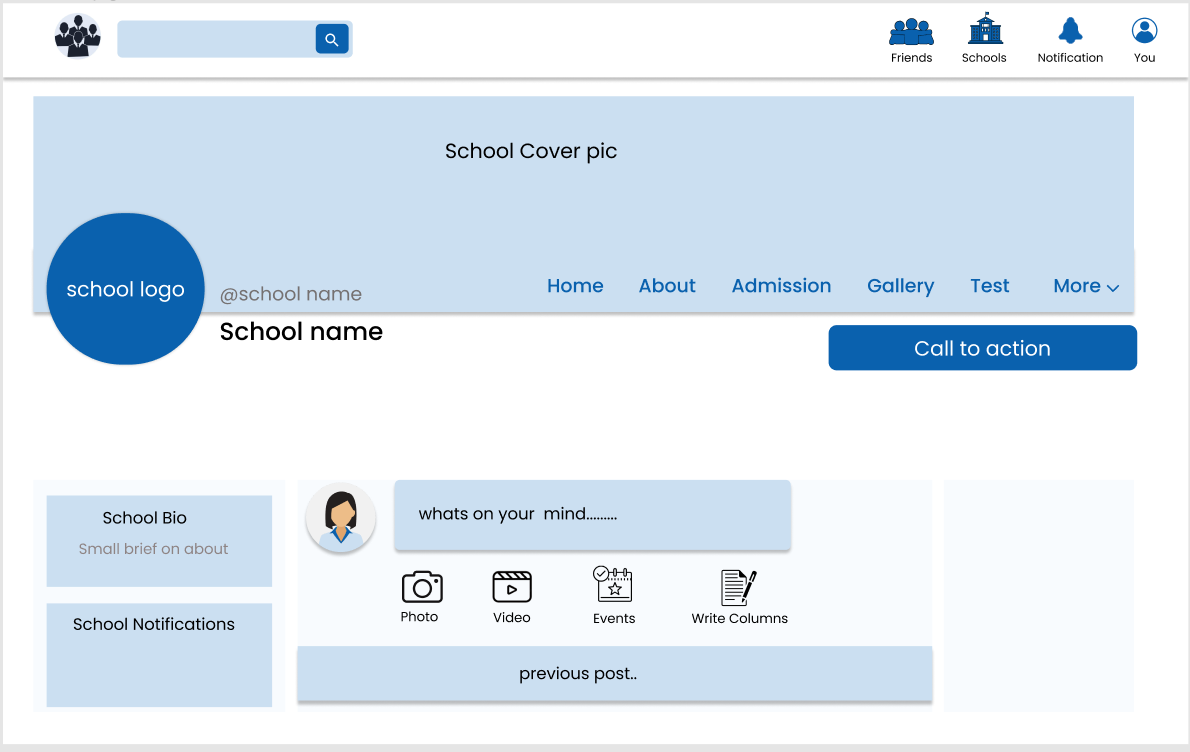 Friends
Schools
Notification
You
School Cover pic
school logo
@school name
Home
About
Admission
Gallery
Test
More
School name
Call to action
School Bio
Small brief on about
School Notifications
whats on your mind.........
Photo
Video
Events
Write Columns
previous post..